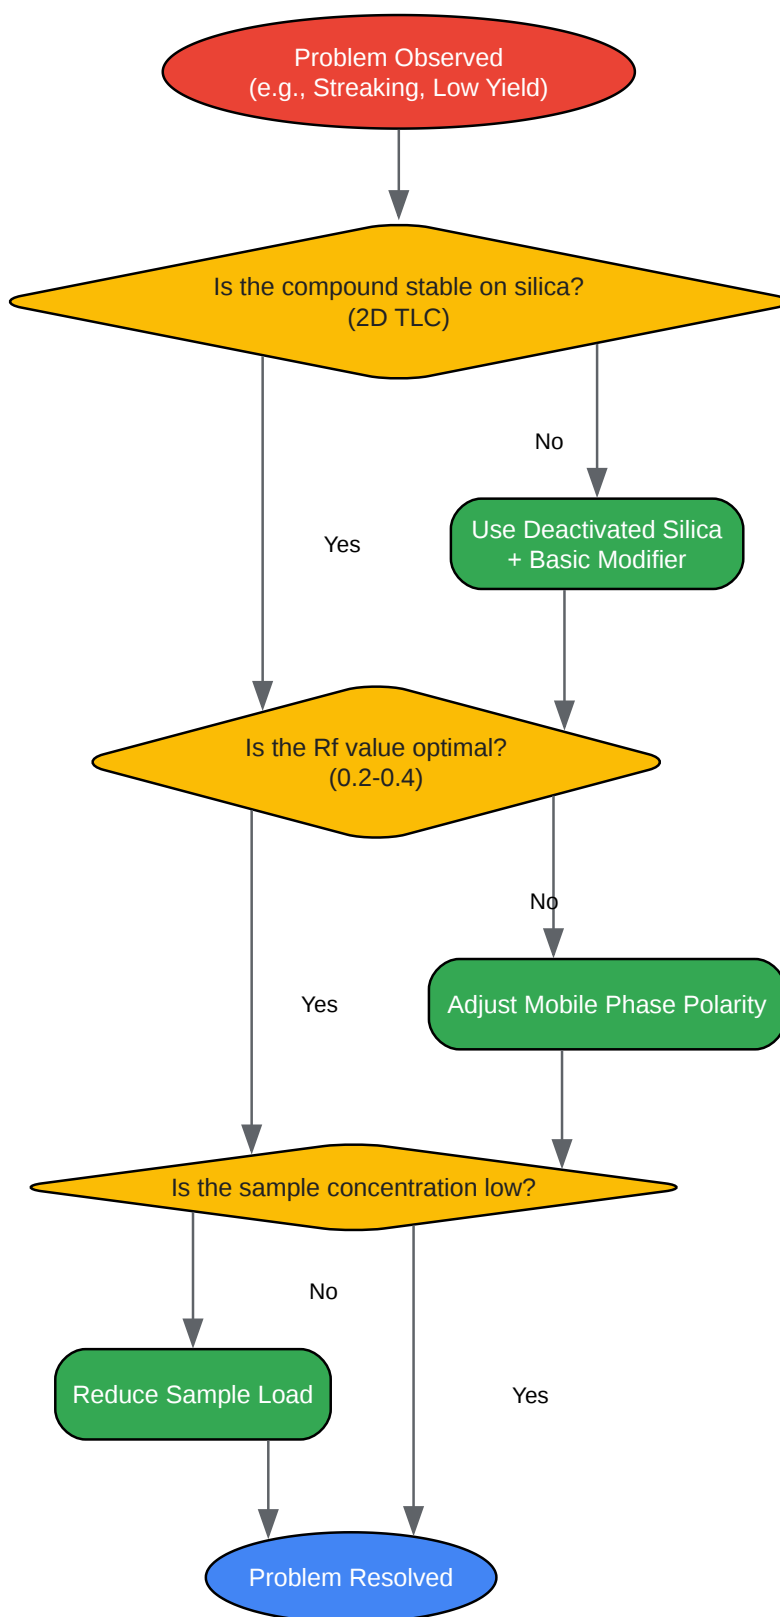 Problem Observed
(e.g., Streaking, Low Yield)
Is the compound stable on silica?
(2D TLC)
No
Use Deactivated Silica
+ Basic Modifier
Yes
Is the Rf value optimal?
(0.2-0.4)
No
Adjust Mobile Phase Polarity
Yes
Is the sample concentration low?
No
Reduce Sample Load
Yes
Problem Resolved